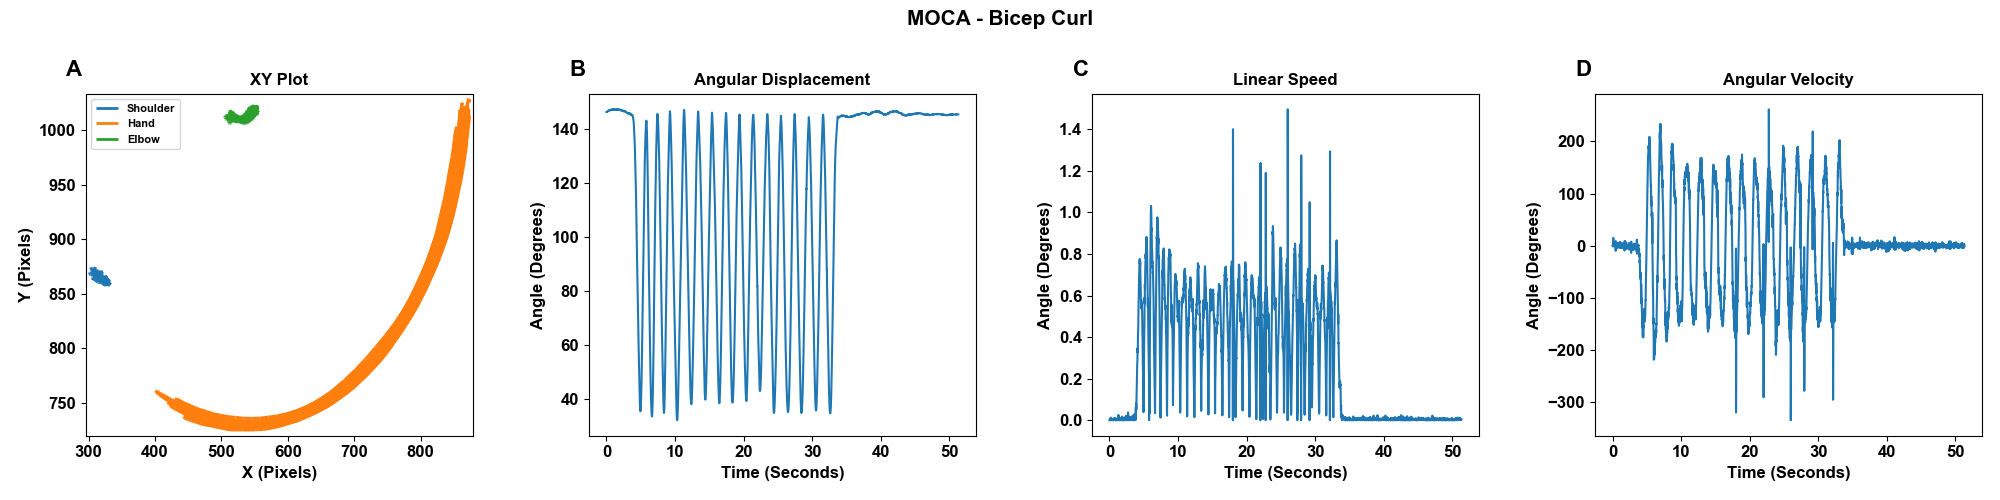 MOCA - Bicep Curl
A
XY Plot
Shoulder
Hand
Elbow
1000
950
900
850
800
750
Y (Pixels)
300 400 500 600 700 800
X (Pixels)
B
Angular Displacement
140
120
100
80
60
40
Angle (Degrees)
0 10 20 30 40 50
Time (Seconds)
C
Linear Speed
1.4
1.2
1.0
0.8
0.6
0.4
0.2
0.0
Angle (Degrees)
0 10 20 30 40 50
Time (Seconds)
D
Angular Velocity
200
100
0
−100
−200
−300
Angle (Degrees)
0 10 20 30 40 50
Time (Seconds)